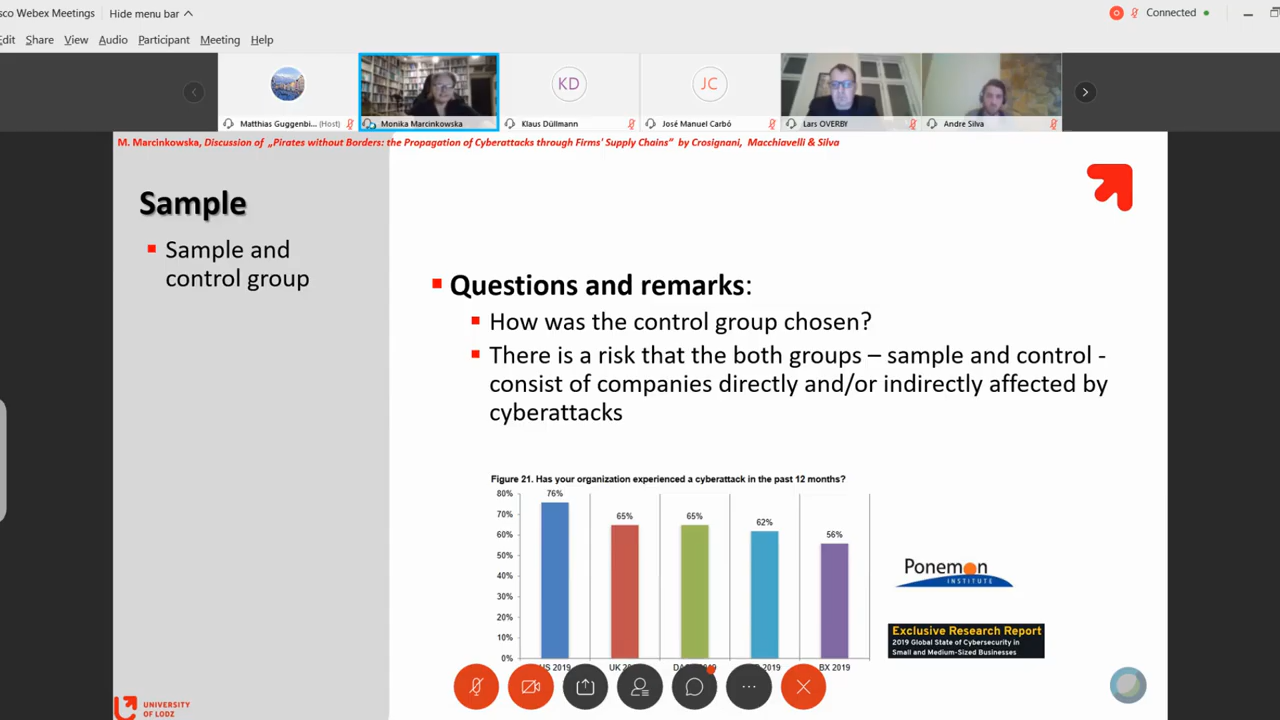 sco Webex Meetings
Hide menu bar
Connected
Edit Share View Audio Participant Meeting Help
KD
JC
Matthias Guggenbi... (Host)
Monika Marcinkowska
Klaus Düllmann
José Manuel Carbó
Lars OVERBY
Andre Silva
M. Marcinkowska, Discussion of „Pirates without Borders: the Propagation of Cyberattacks through Firms' Supply Chains” by Crosignani, Macchiavelli & Silva
Sample
Sample and
control group
Questions and remarks:
How was the control group chosen?
There is a risk that the both groups – sample and control -
consist of companies directly and/or indirectly affected by
cyberattacks
Figure 21. Has your organization experienced a cyberattack in the past 12 months?
80%
70%
60%
50%
40%
30%
20%
10%
0%
76%
65%
65%
62%
56%
US 2019
UK
2019
BX 2019
Ponemon
INSTITUTE
Exclusive Research Report
2019 Global State of Cybersecurity in
Small and Medium-Sized Businesses
UNIVERSITY
OF LODZ